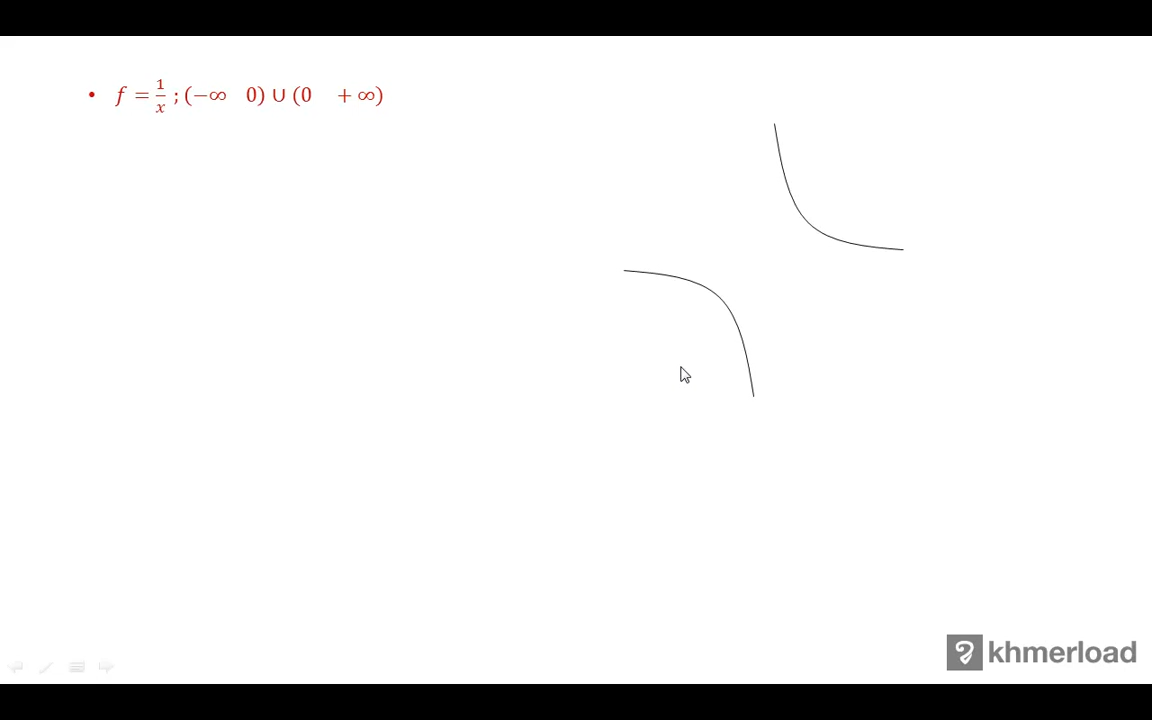 • f = 1/x ; (−∞ 0) ∪ (0 + ∞)
khmerload